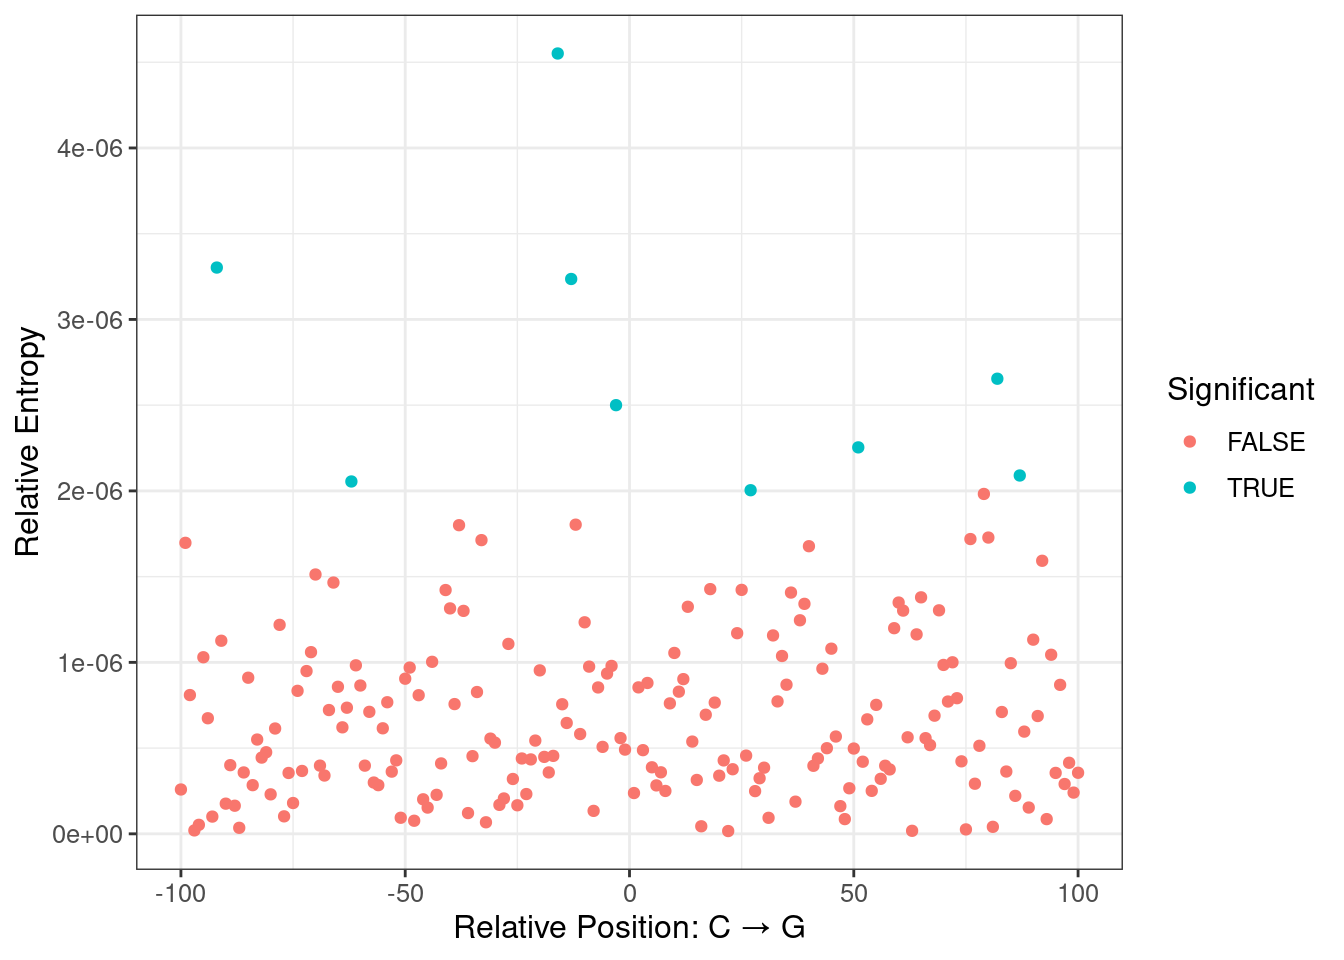 4e-06
3e-06
2e-06
1e-06
0e+00
Relative Entropy
-100
-50
0
50
100
Relative Position: C → G
Significant
FALSE
TRUE